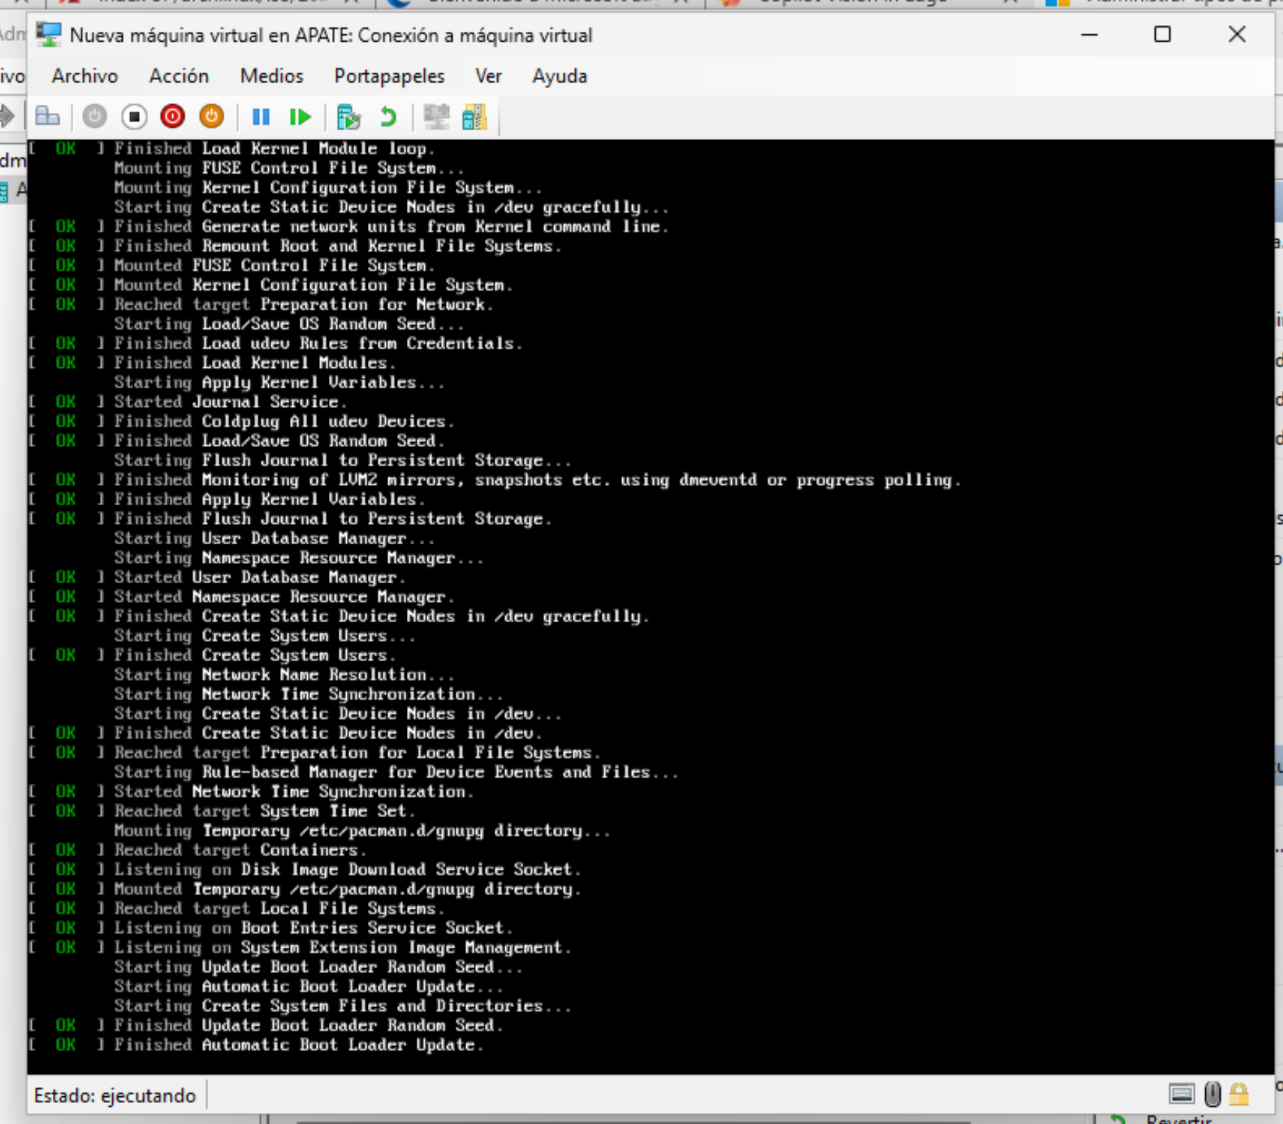 Nueva máquina virtual en APATE: Conexión a máquina virtual
Archivo Acción Medios Portapapeles Ver Ayuda
[ OK ] Finished Load Kernel Module loop.
Mounting FUSE Control File System...
Mounting Kernel Configuration File System...
Starting Create Static Device Nodes in /dev gracefully...
[ OK ] Finished Generate network units from Kernel command line.
[ OK ] Finished Remount Root and Kernel File Systems.
[ OK ] Mounted FUSE Control File System.
[ OK ] Mounted Kernel Configuration File System.
[ OK ] Reached target Preparation for Network.
Starting Load/Save OS Random Seed...
[ OK ] Finished Load udev Rules from Credentials.
[ OK ] Finished Load Kernel Modules.
Starting Apply Kernel Variables...
[ OK ] Started Journal Service.
[ OK ] Finished Coldplug All udev Devices.
[ OK ] Finished Load/Save OS Random Seed.
Starting Flush Journal to Persistent Storage...
[ OK ] Finished Monitoring of LVM2 mirrors, snapshots etc. using dmeventd or progress polling.
[ OK ] Finished Apply Kernel Variables.
[ OK ] Finished Flush Journal to Persistent Storage.
Starting User Database Manager...
Starting Namespace Resource Manager...
[ OK ] Started User Database Manager.
[ OK ] Started Namespace Resource Manager.
[ OK ] Finished Create Static Device Nodes in /dev gracefully.
Starting Create System Users...
[ OK ] Finished Create System Users.
Starting Network Name Resolution...
Starting Network Time Synchronization...
Starting Create Static Device Nodes in /dev...
[ OK ] Finished Create Static Device Nodes in /dev.
[ OK ] Reached target Preparation for Local File Systems.
Starting Rule-based Manager for Device Events and Files...
[ OK ] Started Network Time Synchronization.
[ OK ] Reached target System Time Set.
Mounting Temporary /etc/pacman.d/gnupg directory...
[ OK ] Reached target Containers.
[ OK ] Listening on Disk Image Download Service Socket.
[ OK ] Mounted Temporary /etc/pacman.d/gnupg directory.
[ OK ] Reached target Local File Systems.
[ OK ] Listening on Boot Entries Service Socket.
[ OK ] Listening on System Extension Image Management.
Starting Update Boot Loader Random Seed...
Starting Automatic Boot Loader Update...
Starting Create System Files and Directories...
[ OK ] Finished Update Boot Loader Random Seed.
[ OK ] Finished Automatic Boot Loader Update.
Estado: ejecutando
Revertir